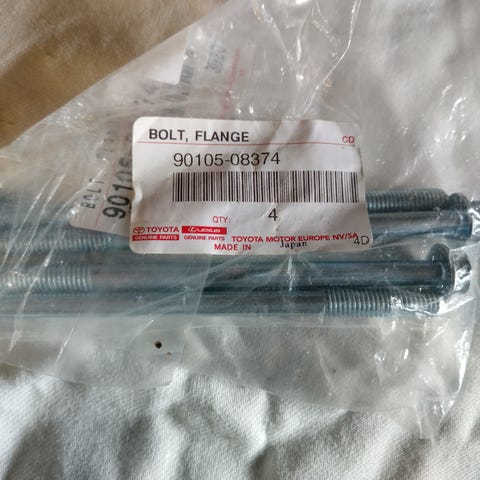 BOLT, FLANGE CD
90105-08374
QTY: 4
TOYOTA LEXUS
GENUINE PARTS GENUINE PARTS TOYOTA MOTOR EUROPE NV/SA
MADE IN Japan 4D
BOLT
90105